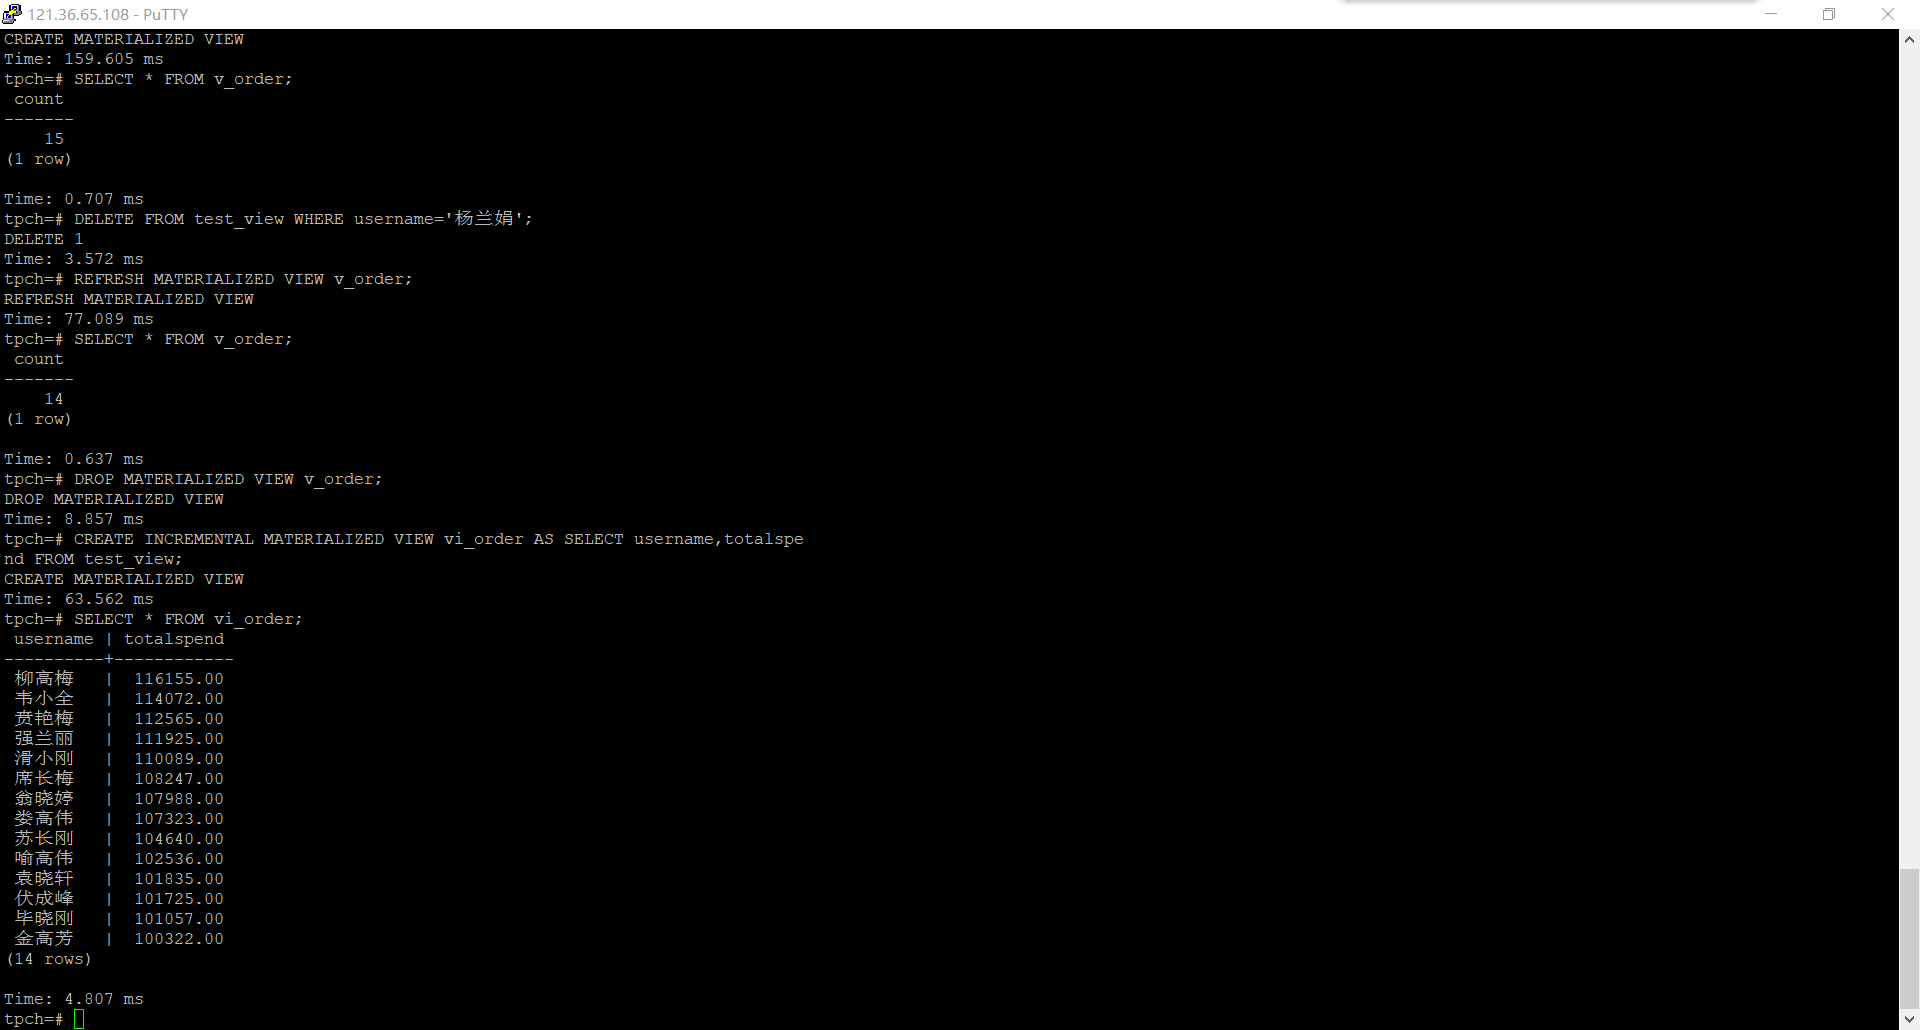 121.36.65.108 - PuTTY
CREATE MATERIALIZED VIEW
Time: 159.605 ms
tpch=# SELECT * FROM v_order;
 count
-------
    15
(1 row)

Time: 0.707 ms
tpch=# DELETE FROM test_view WHERE username='杨兰娟';
DELETE 1
Time: 3.572 ms
tpch=# REFRESH MATERIALIZED VIEW v_order;
REFRESH MATERIALIZED VIEW
Time: 77.089 ms
tpch=# SELECT * FROM v_order;
 count
-------
    14
(1 row)

Time: 0.637 ms
tpch=# DROP MATERIALIZED VIEW v_order;
DROP MATERIALIZED VIEW
Time: 8.857 ms
tpch=# CREATE INCREMENTAL MATERIALIZED VIEW vi_order AS SELECT username,totalspe
nd FROM test_view;
CREATE MATERIALIZED VIEW
Time: 63.562 ms
tpch=# SELECT * FROM vi_order;
 username | totalspend
----------+------------
 柳高梅   |  116155.00
 韦小全   |  114072.00
 贲艳梅   |  112565.00
 强兰丽   |  111925.00
 滑小刚   |  110089.00
 席长梅   |  108247.00
 翁晓婷   |  107988.00
 娄高伟   |  107323.00
 苏长刚   |  104640.00
 喻高伟   |  102536.00
 袁晓轩   |  101835.00
 伏成峰   |  101725.00
 毕晓刚   |  101057.00
 金高芳   |  100322.00
(14 rows)

Time: 4.807 ms
tpch=#